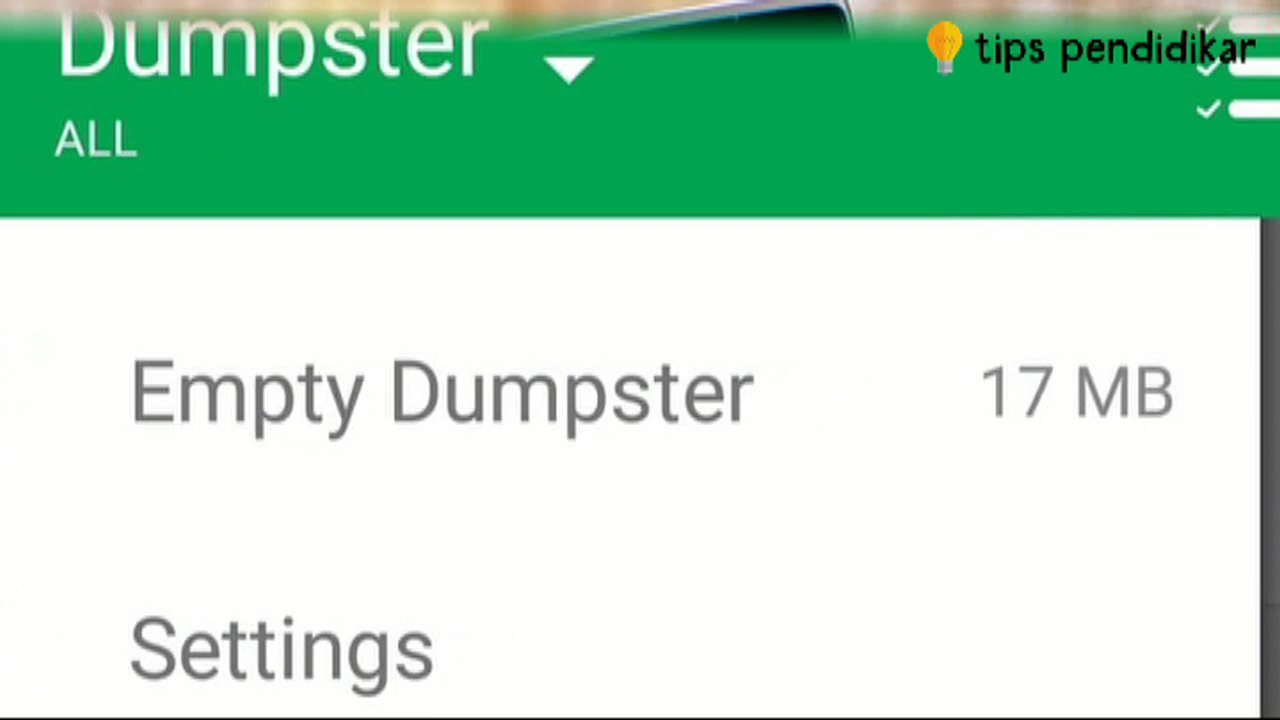 Dumpster
tips pendidikar
ALL
Empty Dumpster 17 MB
Settings